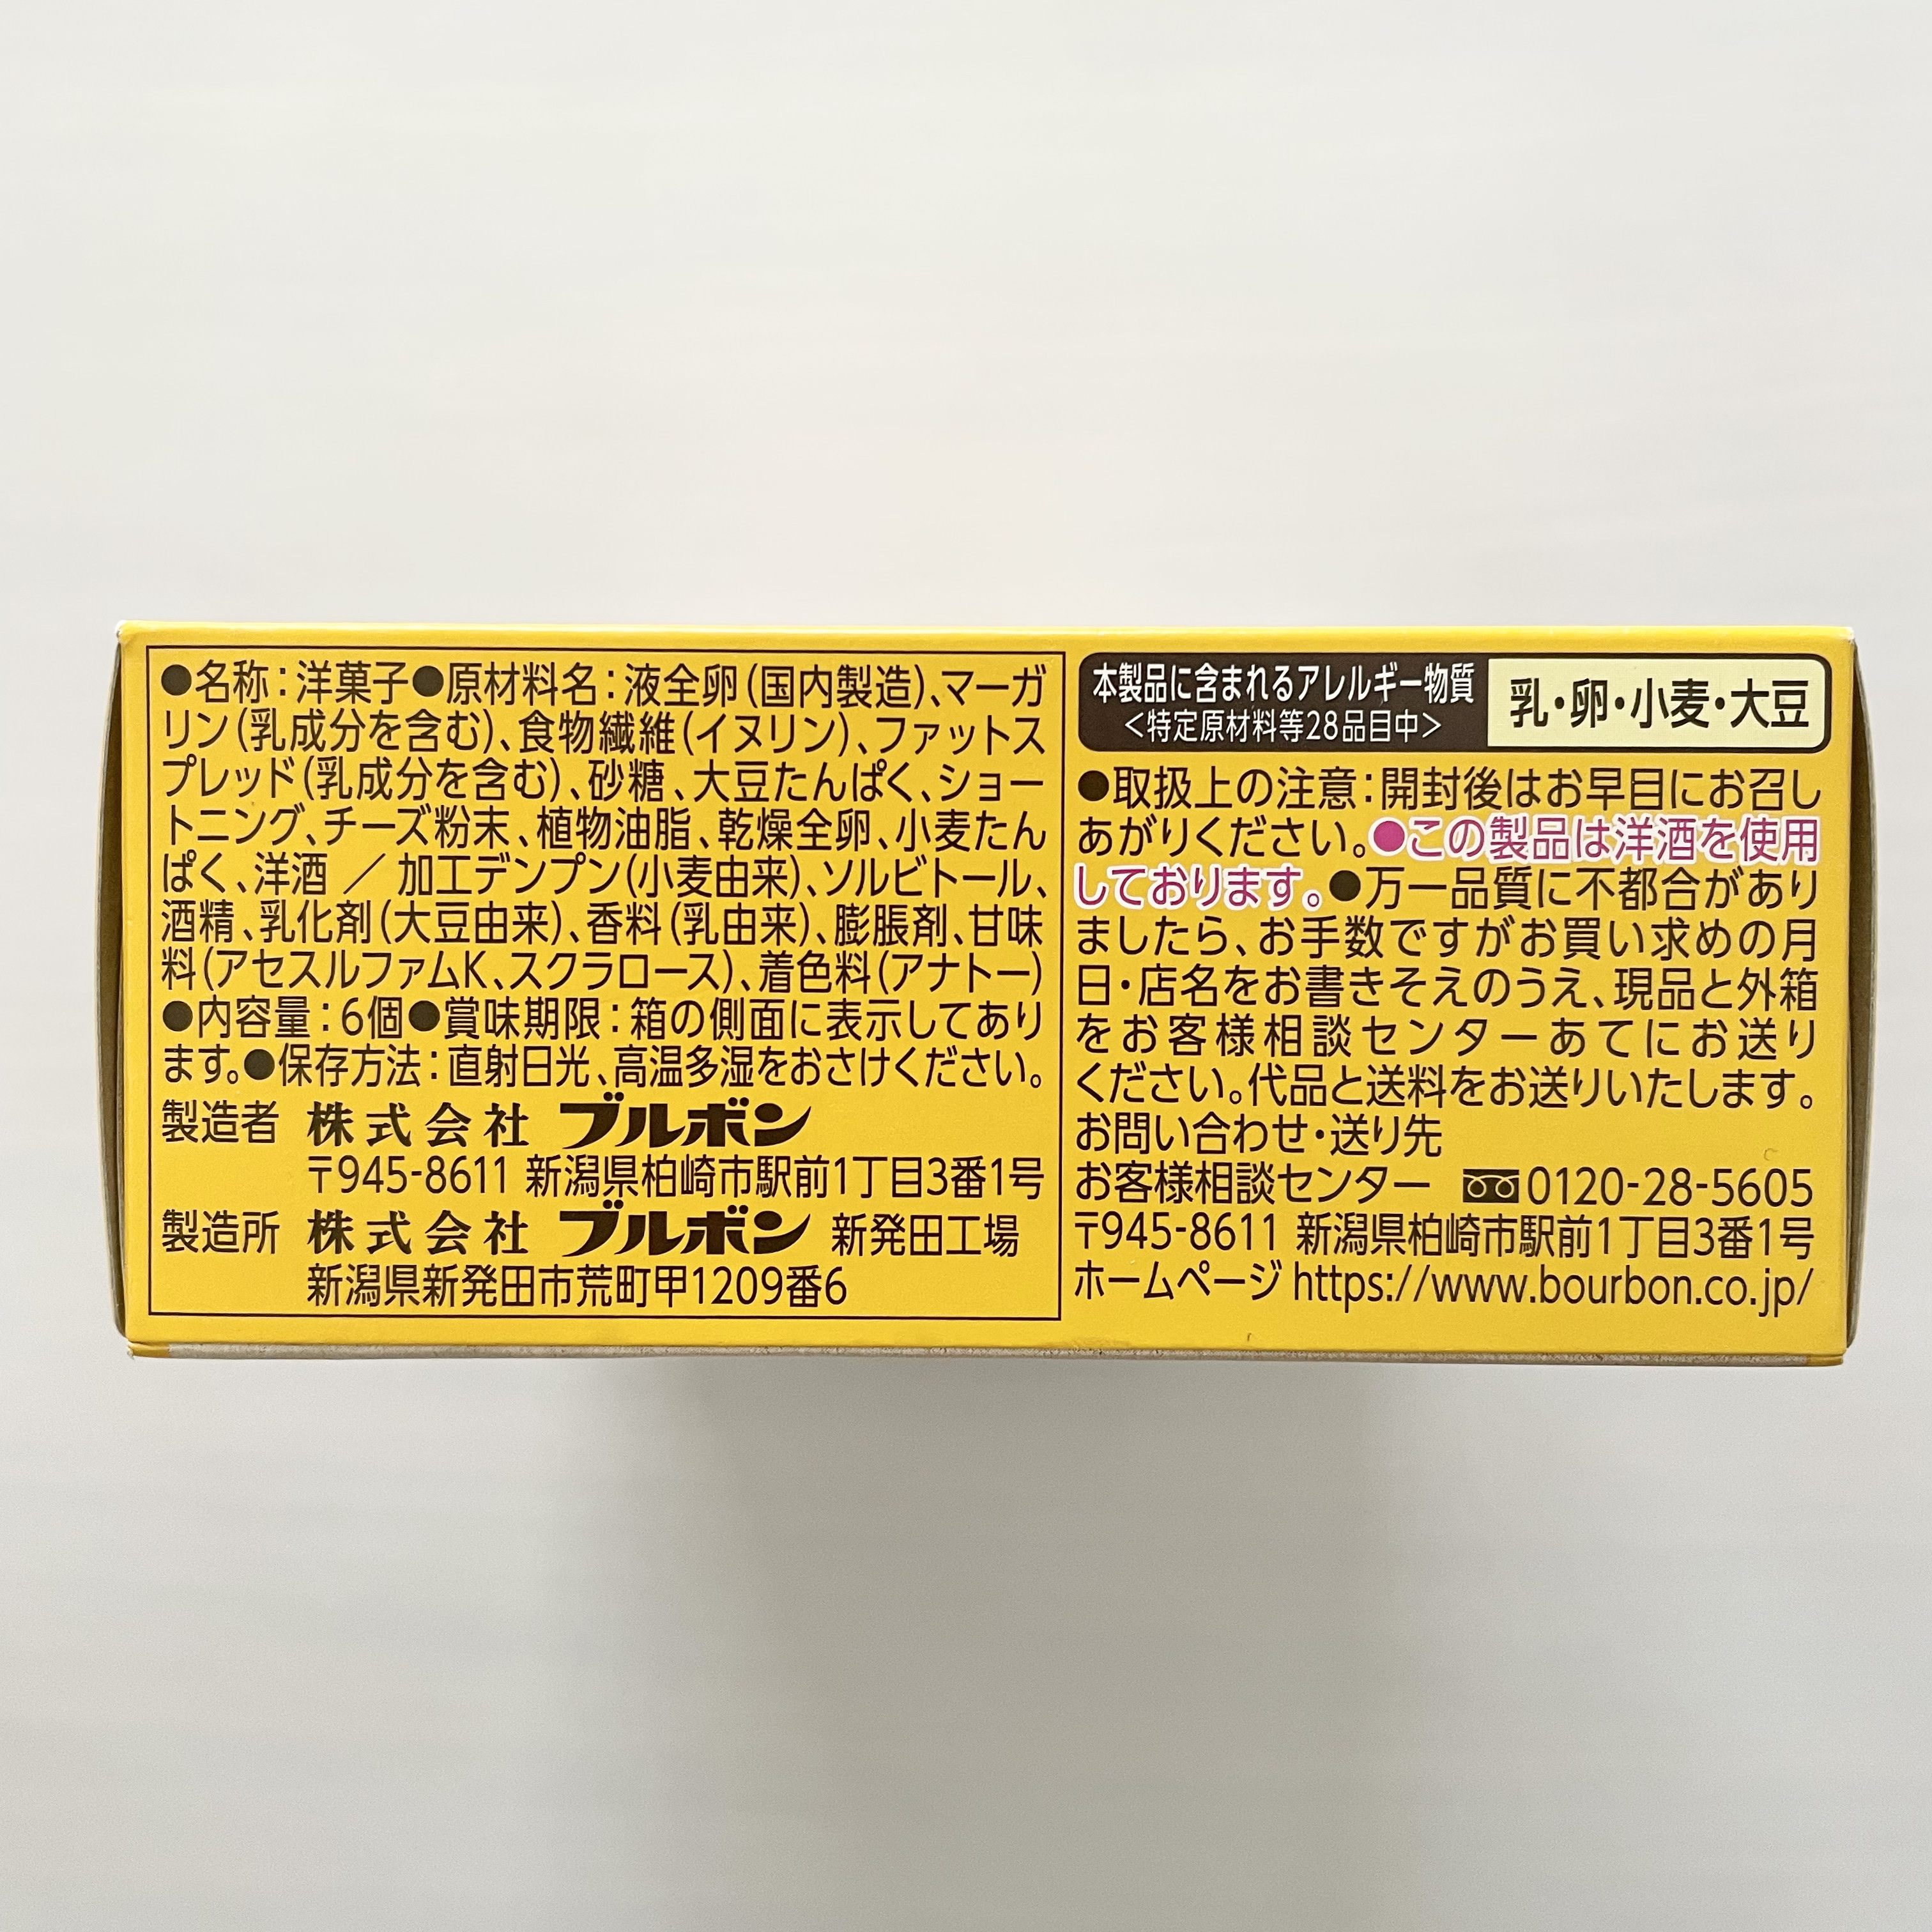 ●名称：洋菓子●原材料名：液全卵（国内製造）、マーガ
リン（乳成分を含む）、食物繊維（イヌリン）、ファットス
プレッド（乳成分を含む）、砂糖、大豆たんぱく、ショー
トニング、チーズ粉末、植物油脂、乾燥全卵、小麦たん
ぱく、洋酒 ／ 加工デンプン（小麦由来）、ソルビトール、
酒精、乳化剤（大豆由来）、香料（乳由来）、膨脹剤、甘味
料（アセスルファムK、スクラロース）、着色料（アナトー）
●内容量：6個●賞味期限：箱の側面に表示してあり
ます。●保存方法：直射日光、高温多湿をおさけください。
製造者 株式会社 ブルボン
〒945-8611 新潟県柏崎市駅前1丁目3番1号
製造所 株式会社 ブルボン 新発田工場
新潟県新発田市荒町甲1209番6
本製品に含まれるアレルギー物質
＜特定原材料等28品目中＞
乳・卵・小麦・大豆
●取扱上の注意：開封後はお早目にお召し
あがりください。●この製品は洋酒を使用
しております。●万一品質に不都合があり
ましたら、お手数ですがお買い求めの月
日・店名をお書きそえのうえ、現品と外箱
をお客様相談センターあてにお送り
ください。代品と送料をお送りいたします。
お問い合わせ・送り先
お客様相談センター 0120-28-5605
〒945-8611 新潟県柏崎市駅前1丁目3番1号
ホームページ https://www.bourbon.co.jp/